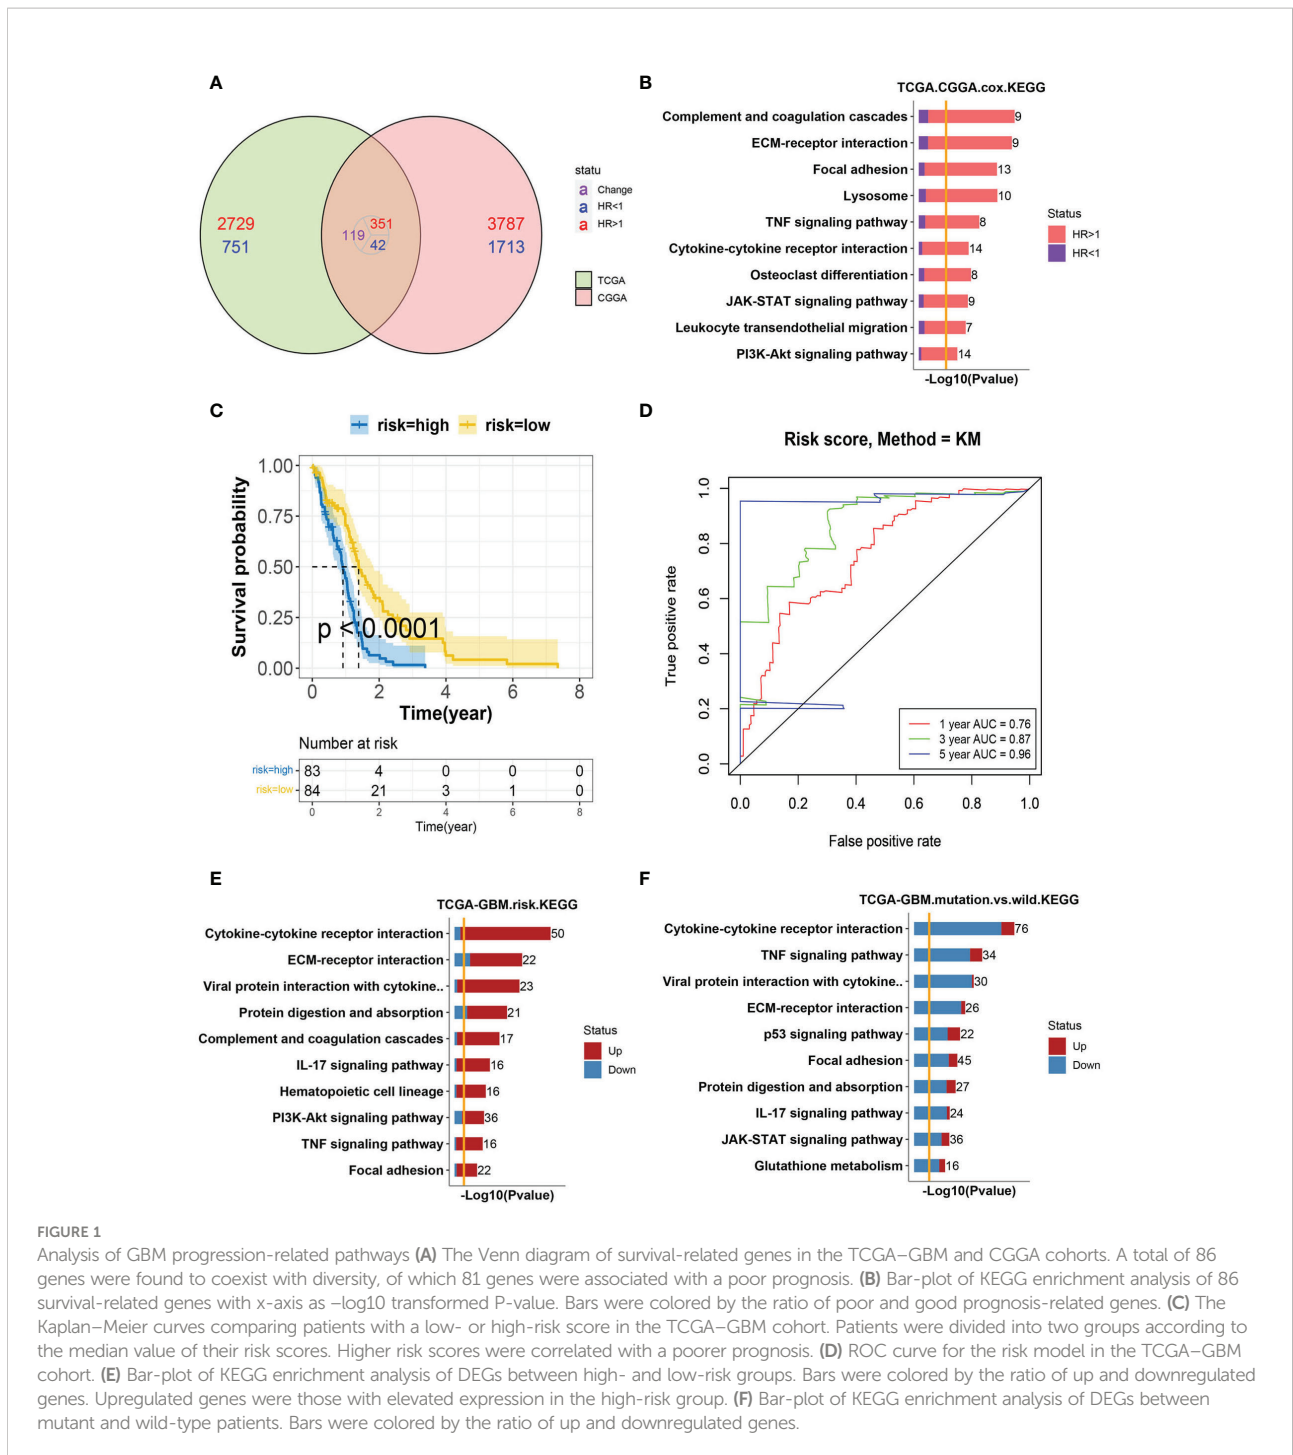 A
2729
751
351
119
42
3787
1713
statu
a Change
a HR<1
a HR>1
TCGA
CGGA
B
TCGA.CGGA.cox.KEGG
Complement and coagulation cascades 9
ECM-receptor interaction 9
Focal adhesion 13
Lysosome 10
TNF signaling pathway 8
Cytokine-cytokine receptor interaction 14
Osteoclast differentiation 8
JAK-STAT signaling pathway 9
Leukocyte transendothelial migration 7
PI3K-Akt signaling pathway 14
-Log10(Pvalue)
Status
HR>1
HR<1
C
risk=high risk=low
Survival probability
1.00
0.75
0.50
0.25
0.00
p < 0.0001
0 2 4 6 8
Time(year)
Number at risk
risk=high 83 4 0 0 0
risk=low 84 21 3 1 0
0 2 4 6 8
Time(year)
D
Risk score, Method = KM
True positive rate
1.0
0.8
0.6
0.4
0.2
0.0
1 year AUC = 0.76
3 year AUC = 0.87
5 year AUC = 0.96
0.0 0.2 0.4 0.6 0.8 1.0
False positive rate
E
TCGA-GBM.risk.KEGG
Cytokine-cytokine receptor interaction 50
ECM-receptor interaction 22
Viral protein interaction with cytokine.. 23
Protein digestion and absorption 21
Complement and coagulation cascades 17
IL-17 signaling pathway 16
Hematopoietic cell lineage 16
PI3K-Akt signaling pathway 36
TNF signaling pathway 16
Focal adhesion 22
-Log10(Pvalue)
Status
Up
Down
F
TCGA-GBM.mutation.vs.wild.KEGG
Cytokine-cytokine receptor interaction 76
TNF signaling pathway 34
Viral protein interaction with cytokine.. 30
ECM-receptor interaction 26
p53 signaling pathway 22
Focal adhesion 45
Protein digestion and absorption 27
IL-17 signaling pathway 24
JAK-STAT signaling pathway 36
Glutathione metabolism 16
-Log10(Pvalue)
Status
Up
Down
FIGURE 1
Analysis of GBM progression-related pathways (A) The Venn diagram of survival-related genes in the TCGA–GBM and CGGA cohorts. A total of 86
genes were found to coexist with diversity, of which 81 genes were associated with a poor prognosis. (B) Bar-plot of KEGG enrichment analysis of 86
survival-related genes with x-axis as –log10 transformed P-value. Bars were colored by the ratio of poor and good prognosis-related genes. (C) The
Kaplan–Meier curves comparing patients with a low- or high-risk score in the TCGA–GBM cohort. Patients were divided into two groups according to
the median value of their risk scores. Higher risk scores were correlated with a poorer prognosis. (D) ROC curve for the risk model in the TCGA–GBM
cohort. (E) Bar-plot of KEGG enrichment analysis of DEGs between high- and low-risk groups. Bars were colored by the ratio of up and downregulated
genes. Upregulated genes were those with elevated expression in the high-risk group. (F) Bar-plot of KEGG enrichment analysis of DEGs between
mutant and wild-type patients. Bars were colored by the ratio of up and downregulated genes.